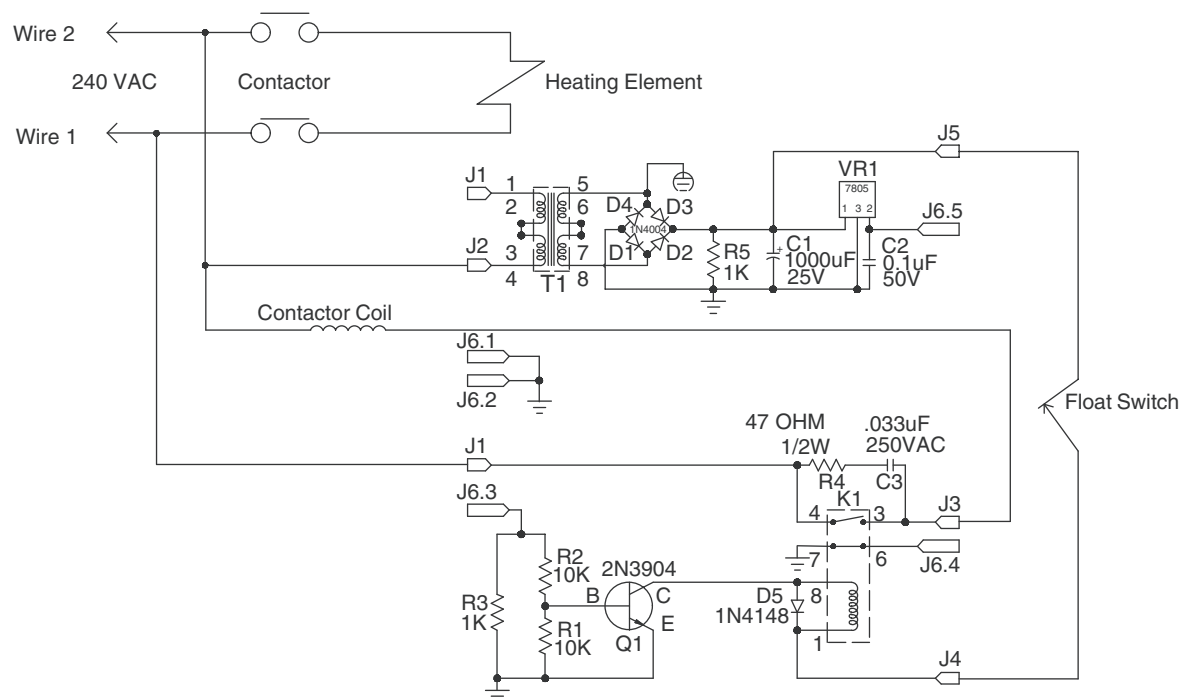 Wire 2
240 VAC
Contactor
Heating Element
Wire 1
J5
VR1
7805
1 3 2
J6.5
J1
1
2
5
6
D4
D3
1N4004
D1
D2
J2
3
4
7
8
T1
R5
1K
+
C1
1000uF
25V
C2
0.1uF
50V
Contactor Coil
J6.1
J6.2
Float Switch
47 OHM
1/2W
.033uF
250VAC
J1
R4
C3
K1
J6.3
4
3
J3
7
6
J6.4
R2
10K
2N3904
B
C
E
Q1
R3
1K
R1
10K
D5
1N4148
8
1
J4